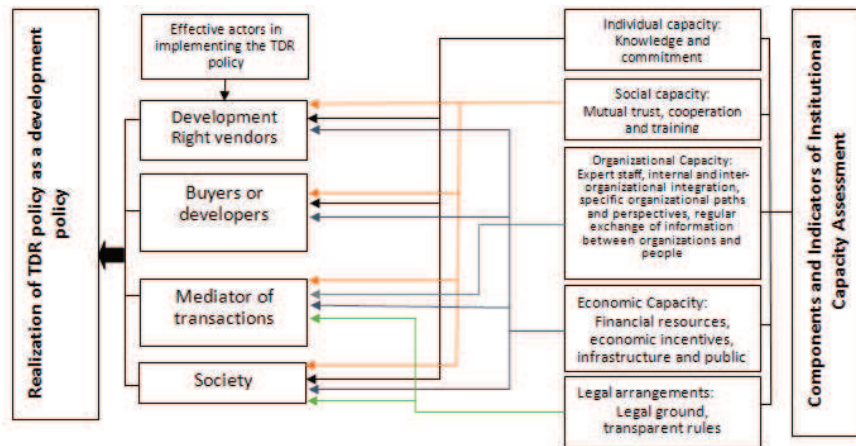 Realization of TDR policy as a development
policy
Effective actors in
implementing the TDR
policy
Development
Right vendors
Buyers or
developers
Mediator of
transactions
Society
Individual capacity:
Knowledge and
commitment
Social capacity:
Mutual trust, cooperation
and training
Organizational Capacity:
Expert staff, internal and inter-
organizational integration,
specific organizational paths
and perspectives, regular
exchange of information
between organizations and
people
Economic Capacity:
Financial resources,
economic incentives,
infrastructure and public
Legal arrangements:
Legal ground,
transparent rules
Components and Indicators of Institutional
Capacity Assessment